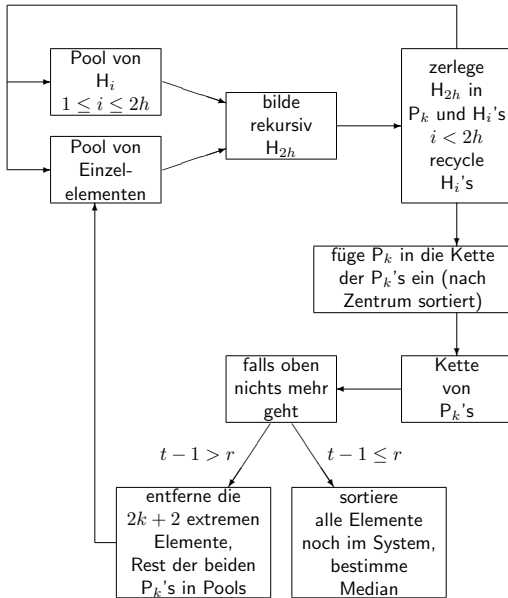 Pool von
H_i
1 ≤ i ≤ 2h
Pool von
Einzel-
elementen
bilde
rekursiv
H_{2h}
zerlege
H_{2h} in
P_k und H_i's
i < 2h
recycle
H_i's
füge P_k in die Kette
der P_k's ein (nach
Zentrum sortiert)
Kette
von
P_k's
falls oben
nichts mehr
geht
t − 1 > r
t − 1 ≤ r
entferne die
2k + 2 extremen
Elemente,
Rest der beiden
P_k's in Pools
sortiere
alle Elemente
noch im System,
bestimme
Median